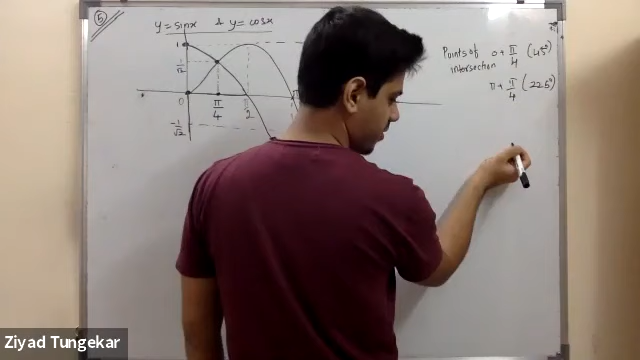 5
y = sinx & y = cosx
1
1/√2
0
π/4
π/2
-1/√2
Points of intersection
0 + π/4 (45°)
π + π/4 (225°)
Ziyad Tungekar